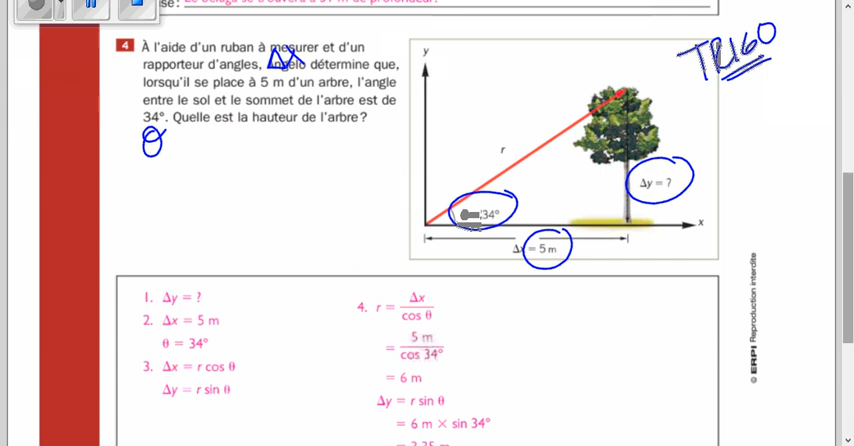 4 À l'aide d'un ruban à mesurer et d'un
rapporteur d'angles, Angelo détermine que,
lorsqu'il se place à 5 m d'un arbre, l'angle
entre le sol et le sommet de l'arbre est de
34°. Quelle est la hauteur de l'arbre?
Δx
θ
TRIGO
y
r
Δy = ?
34°
x
Δx = 5 m
1. Δy = ?
2. Δx = 5 m
θ = 34°
3. Δx = r cos θ
Δy = r sin θ
4. r = Δx / cos θ
= 5 m / cos 34°
= 6 m
Δy = r sin θ
= 6 m × sin 34°
© ERPI Reproduction interdite